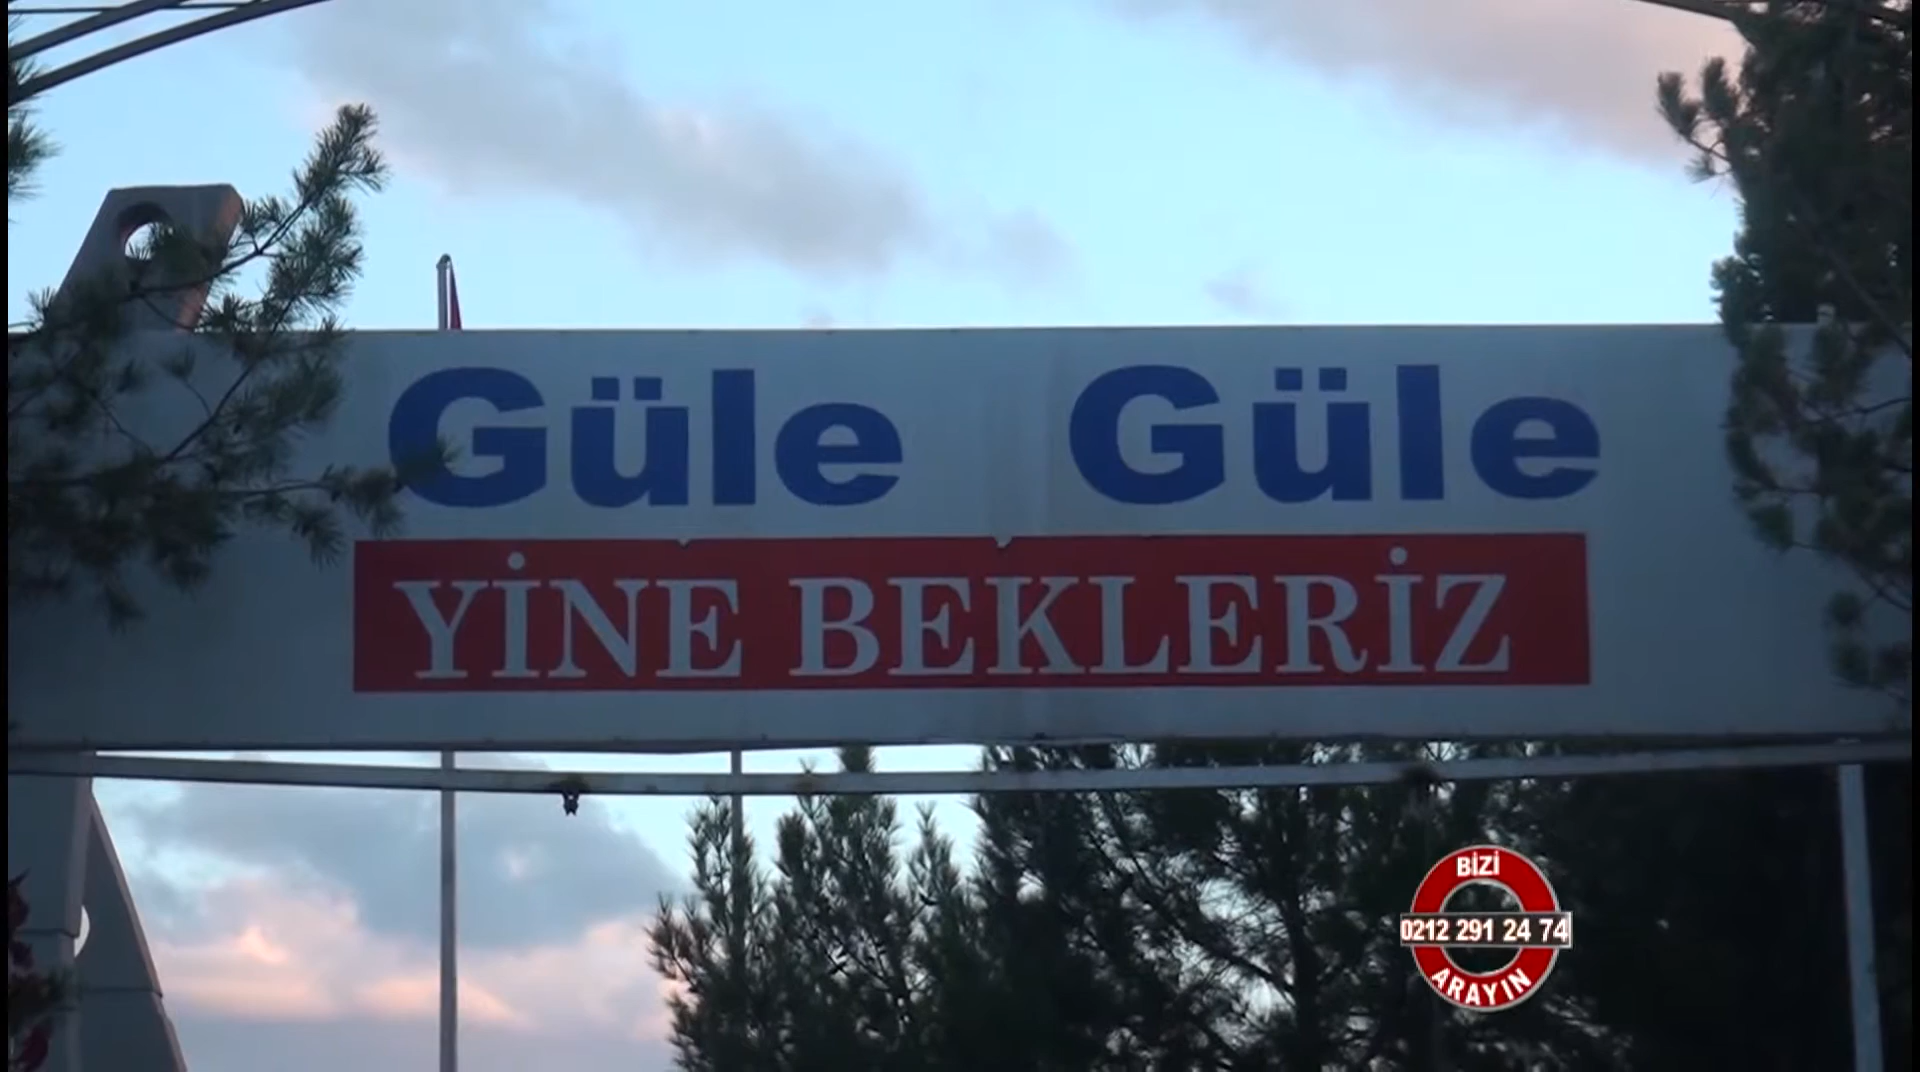 Güle Güle
YİNE BEKLERİZ
BİZİ
0212 291 24 74
ARAYIN